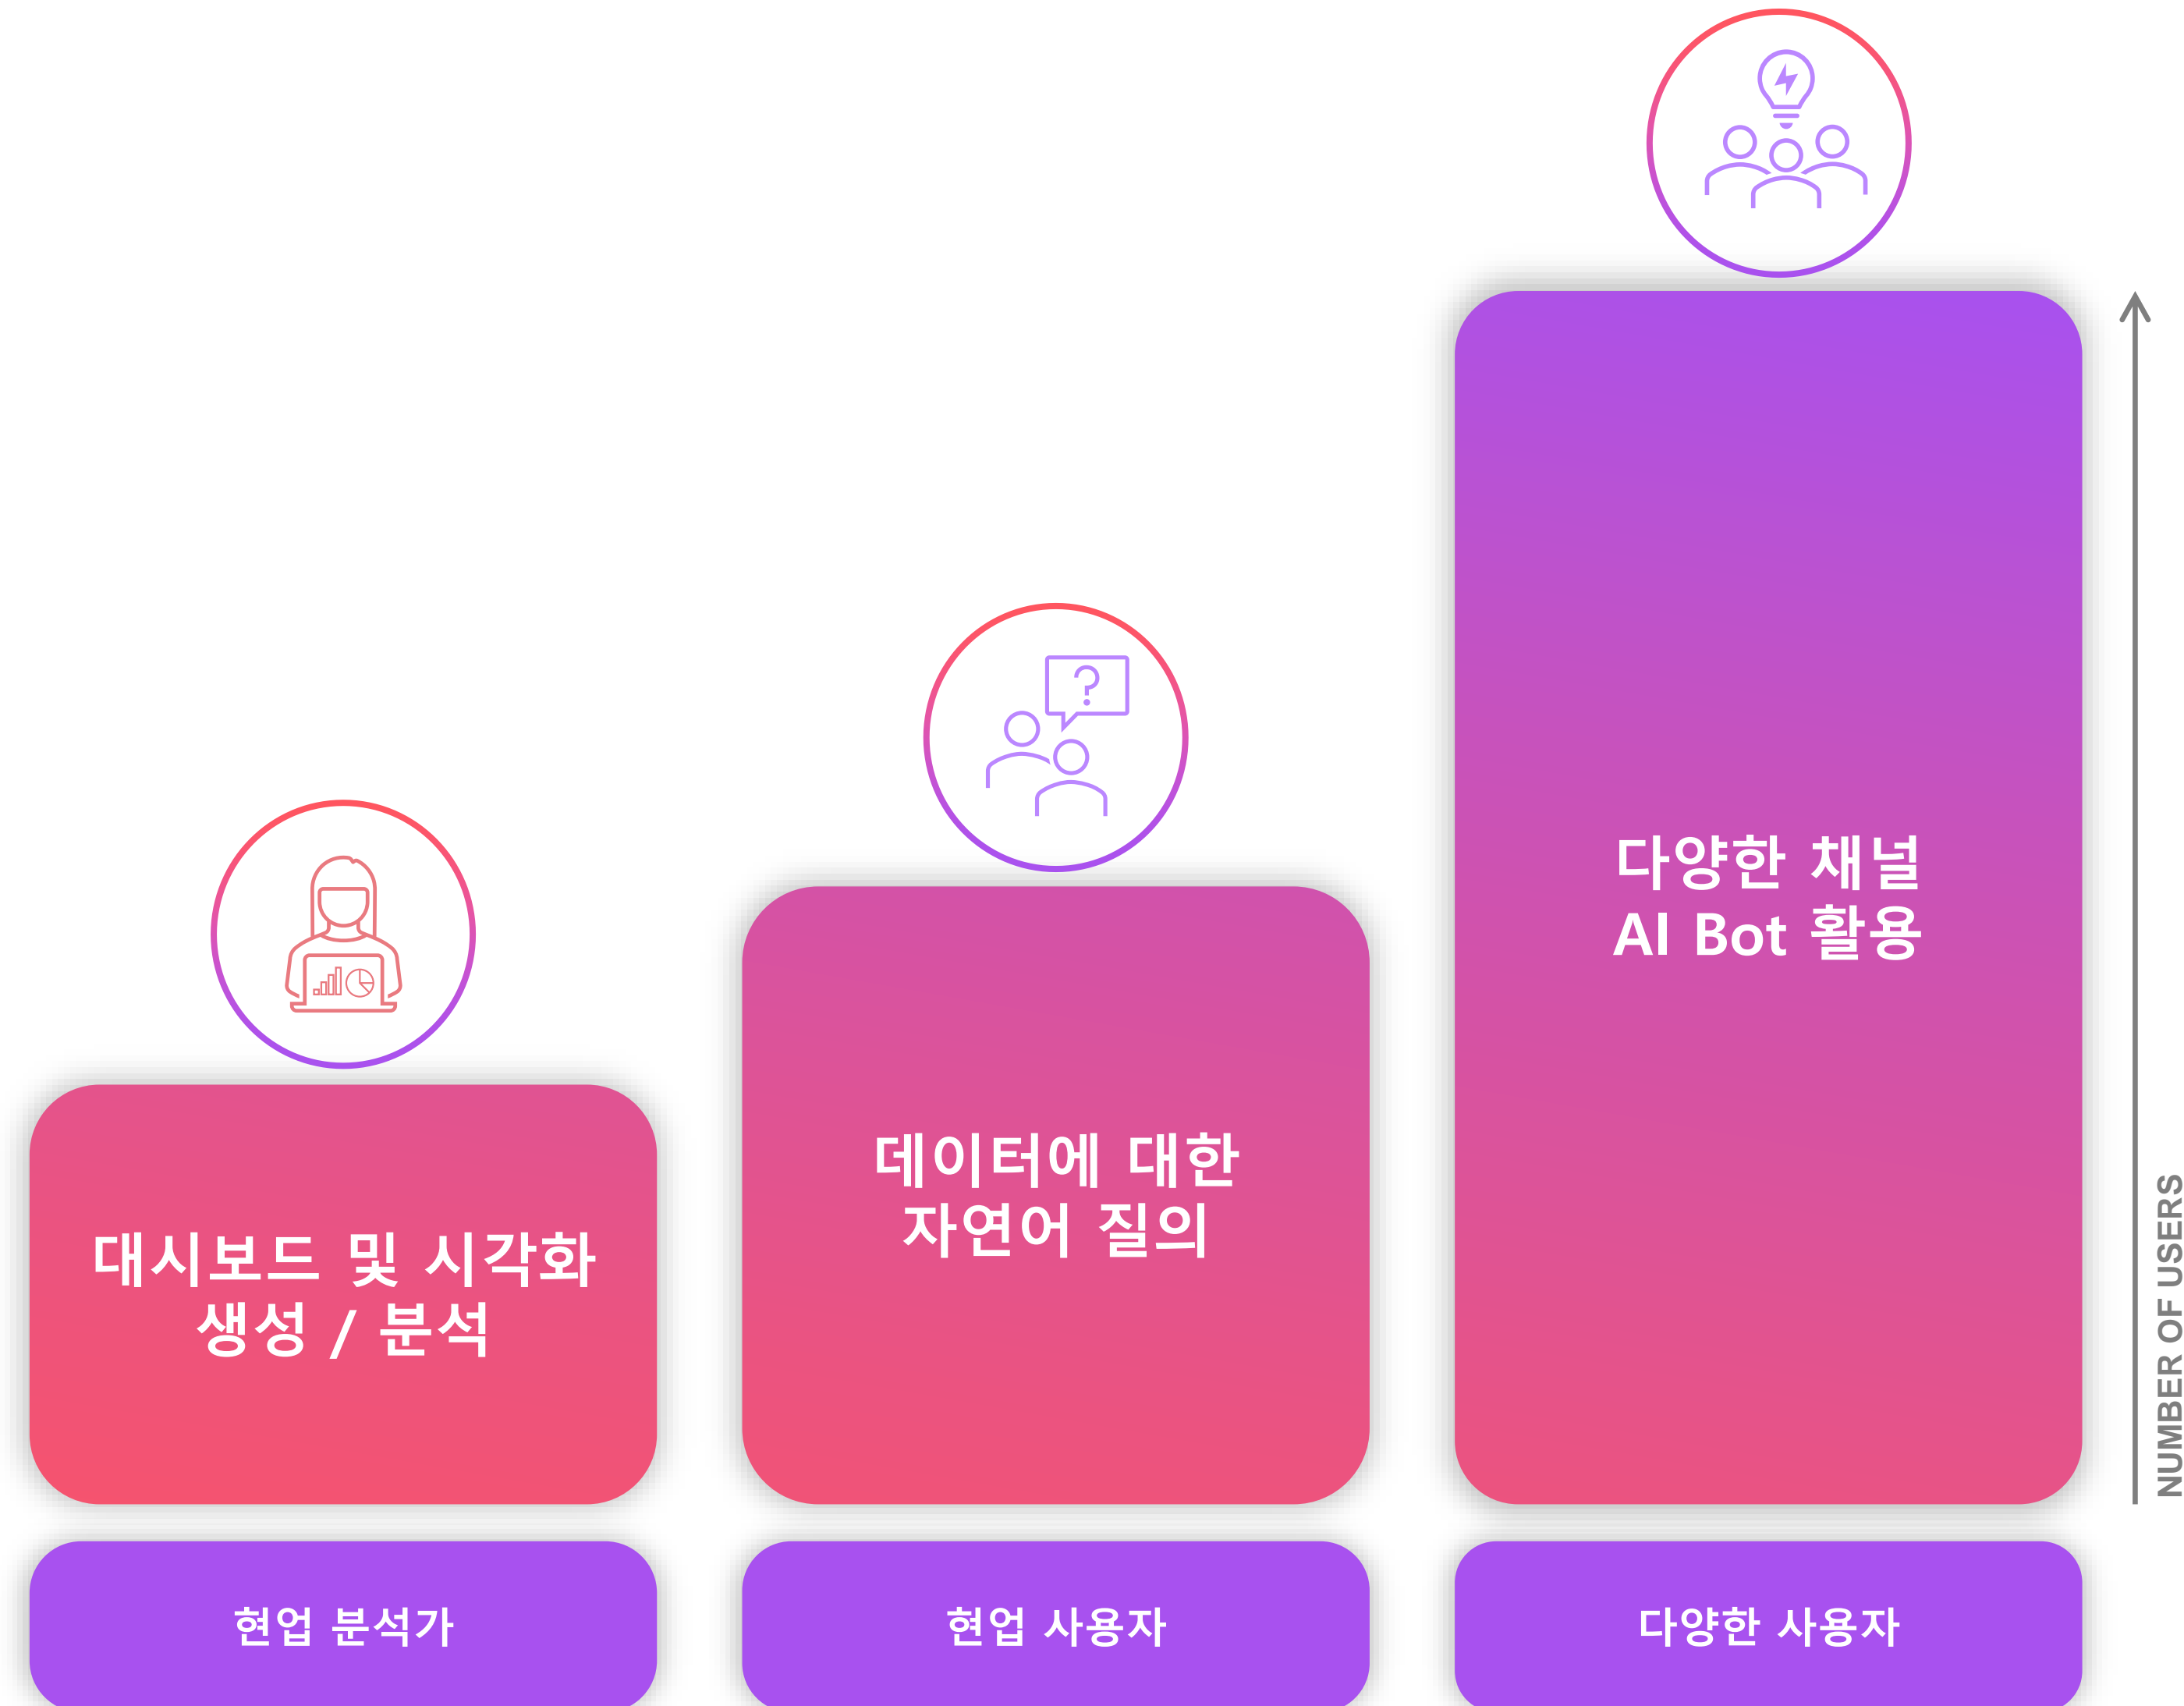 대시보드 및 시각화
생성 / 분석
현업 분석가
데이터에 대한
자연어 질의
현업 사용자
다양한 채널
AI Bot 활용
다양한 사용자
NUMBER OF USERS